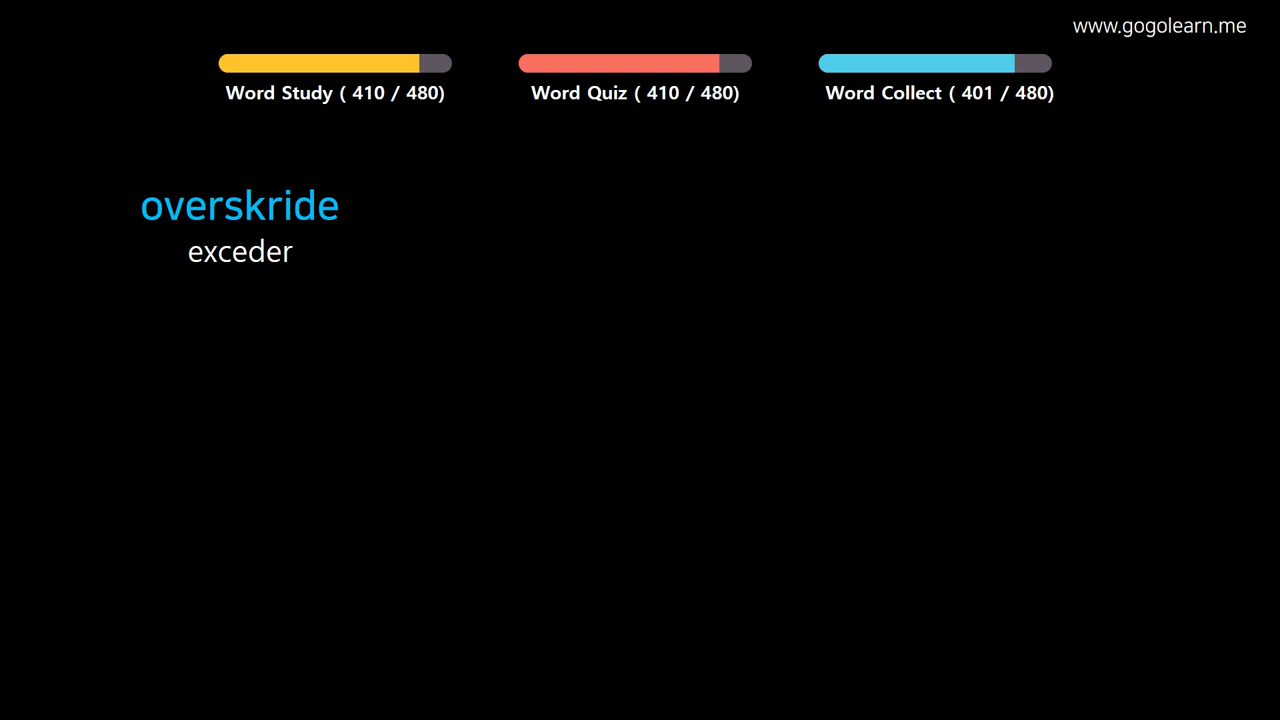 www.gogolearn.me
Word Study ( 410 / 480)
Word Quiz ( 410 / 480)
Word Collect ( 401 / 480)
overskride
exceder